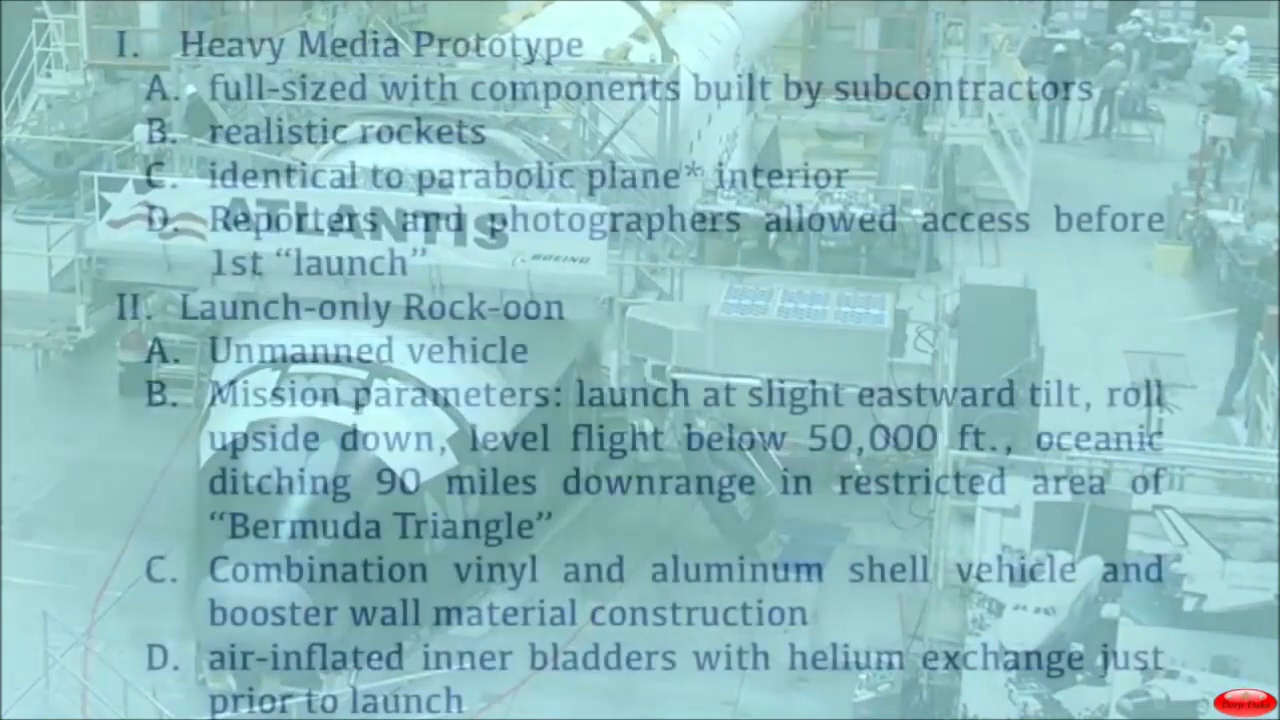 I. Heavy Media Prototype
A. full-sized with components built by subcontractors
B. realistic rockets
C. identical to parabolic plane* interior
D. Reporters and photographers allowed access before
1st “launch”
ATLANTIS
BOEING
II. Launch-only Rock-oon
A. Unmanned vehicle
B. Mission parameters: launch at slight eastward tilt, roll
upside down, level flight below 50,000 ft., oceanic
ditching 90 miles downrange in restricted area of
“Bermuda Triangle”
C. Combination vinyl and aluminum shell vehicle and
booster wall material construction
D. air-inflated inner bladders with helium exchange just
prior to launch